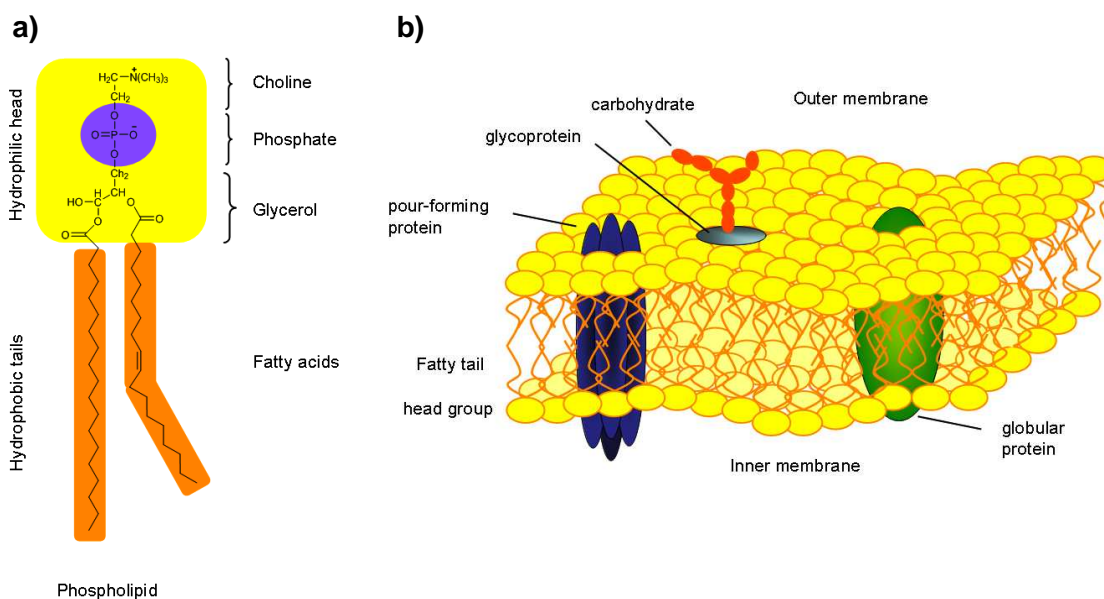 a)
Hydrophilic head
H₂C–N(CH₃)₃
+
CH₂
O
O=P–O
−
O
Ch₂
H
HO
O
O
O
O
Choline
Phosphate
Glycerol
Hydrophobic tails
Fatty acids
Phospholipid
b)
carbohydrate
Outer membrane
glycoprotein
pour-forming
protein
Fatty tail
head group
globular
protein
Inner membrane